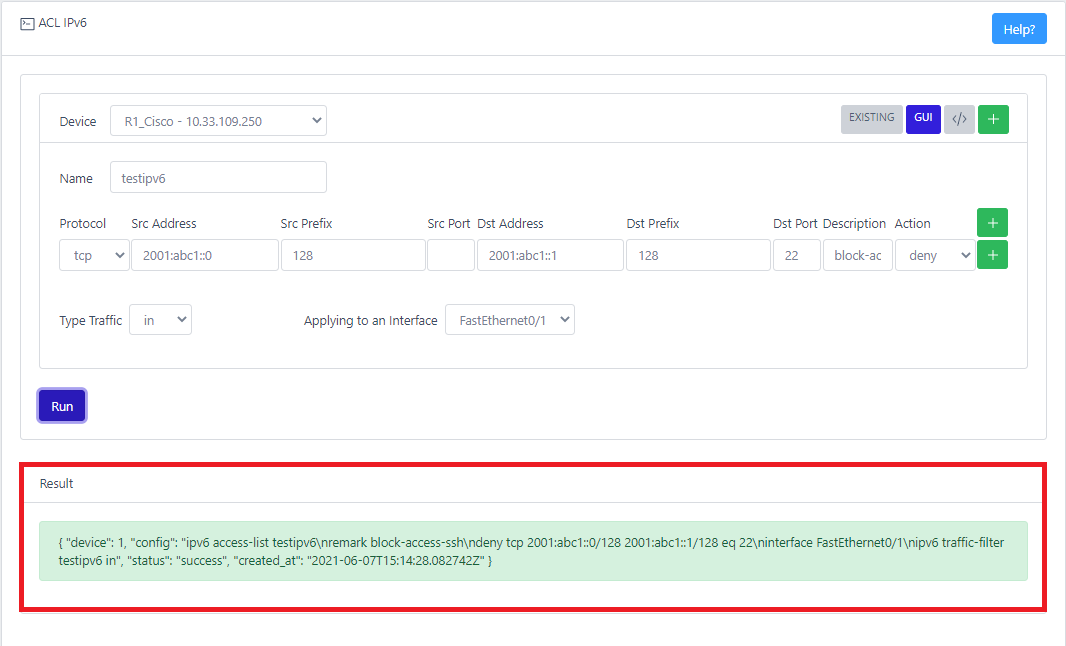 ACL IPv6
Help?
Device R1_Cisco - 10.33.109.250 EXISTING GUI </> +
Name testipv6
Protocol Src Address Src Prefix Src Port Dst Address Dst Prefix Dst Port Description Action +
tcp 2001:abc1::0 128 2001:abc1::1 128 22 block-ac deny +
Type Traffic in Applying to an Interface FastEthernet0/1
Run
Result
{ "device": 1, "config": "ipv6 access-list testipv6\nremark block-access-ssh\ndeny tcp 2001:abc1::0/128 2001:abc1::1/128 eq 22\ninterface FastEthernet0/1\nipv6 traffic-filter
testipv6 in", "status": "success", "created_at": "2021-06-07T15:14:28.082742Z" }